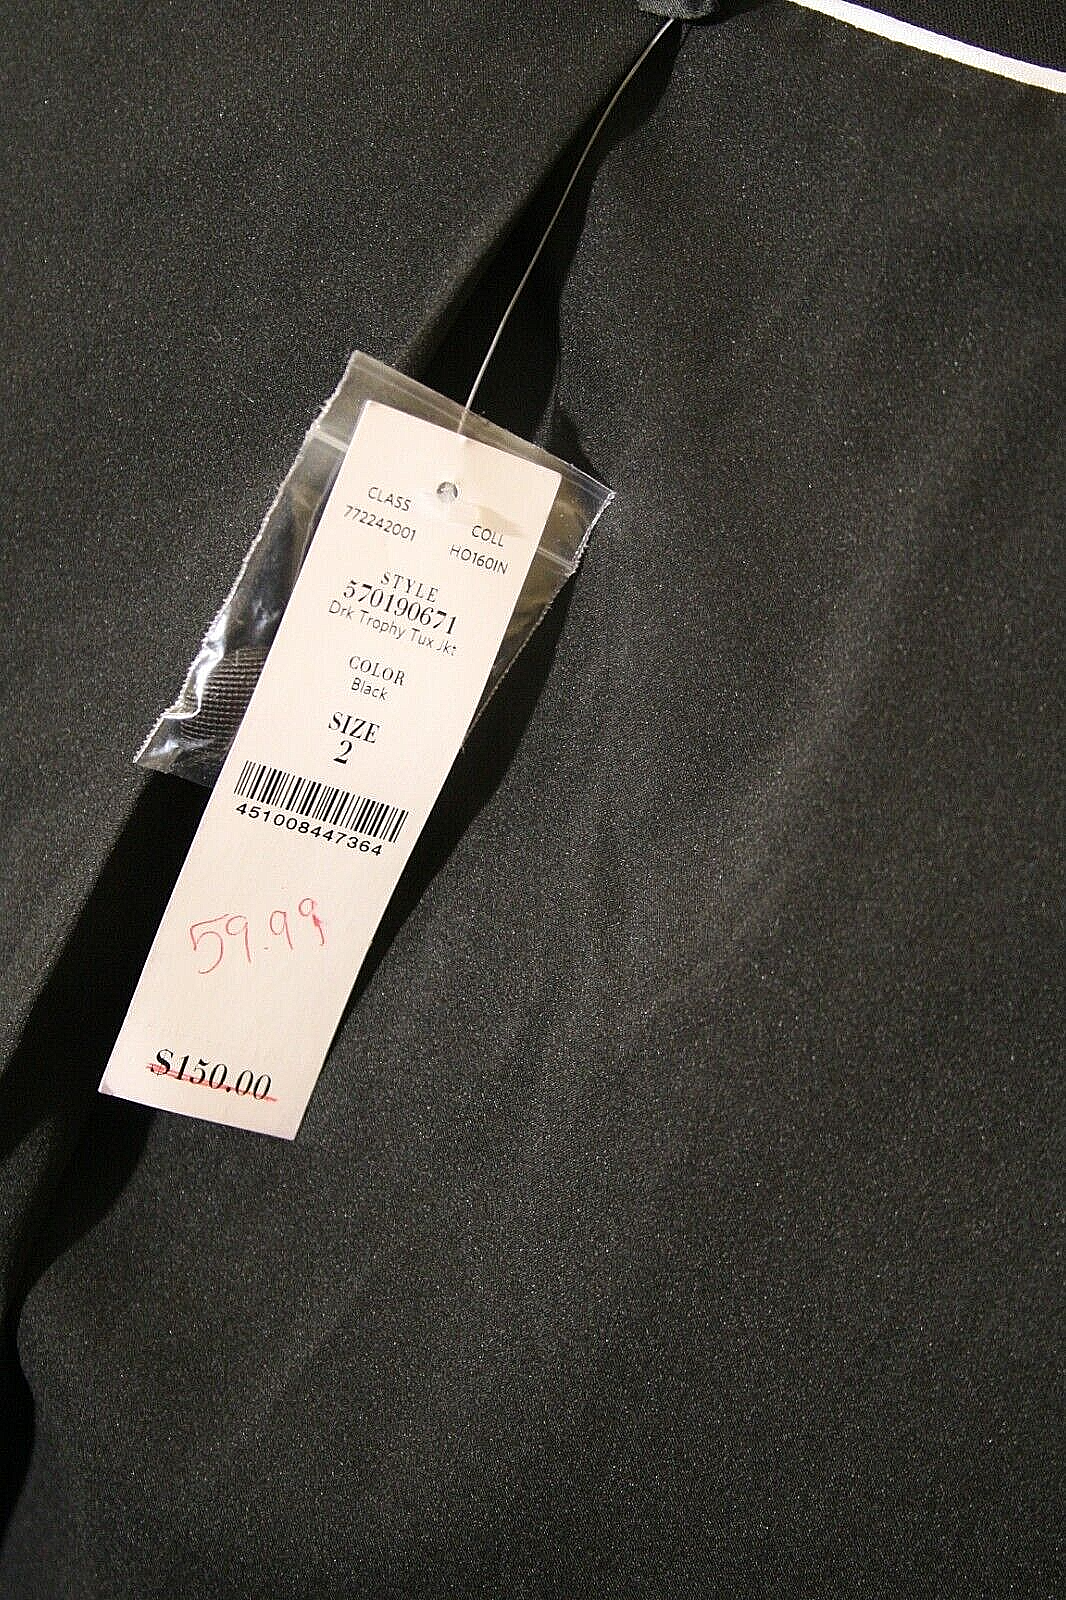 CLASS
772242001
COLL
HO160IN
STYLE
570190671
Drk Trophy Tux Jkt
COLOR
Black
SIZE
2
451008447364
59.99
$150.00